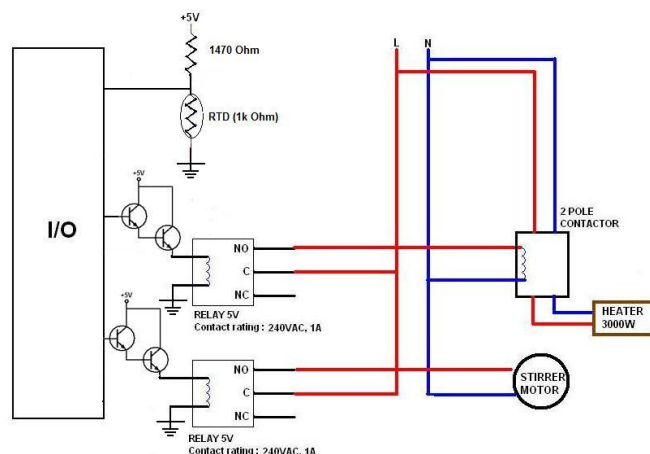 +5V
1470 Ohm
RTD (1k Ohm)
L N
+5V
I/O
2 POLE
CONTACTOR
NO
C
NC
RELAY 5V
Contact rating : 240VAC, 1A
HEATER
3000W
+5V
NO
C
NC
STIRRER
MOTOR
RELAY 5V
Contact rating : 240VAC, 1A